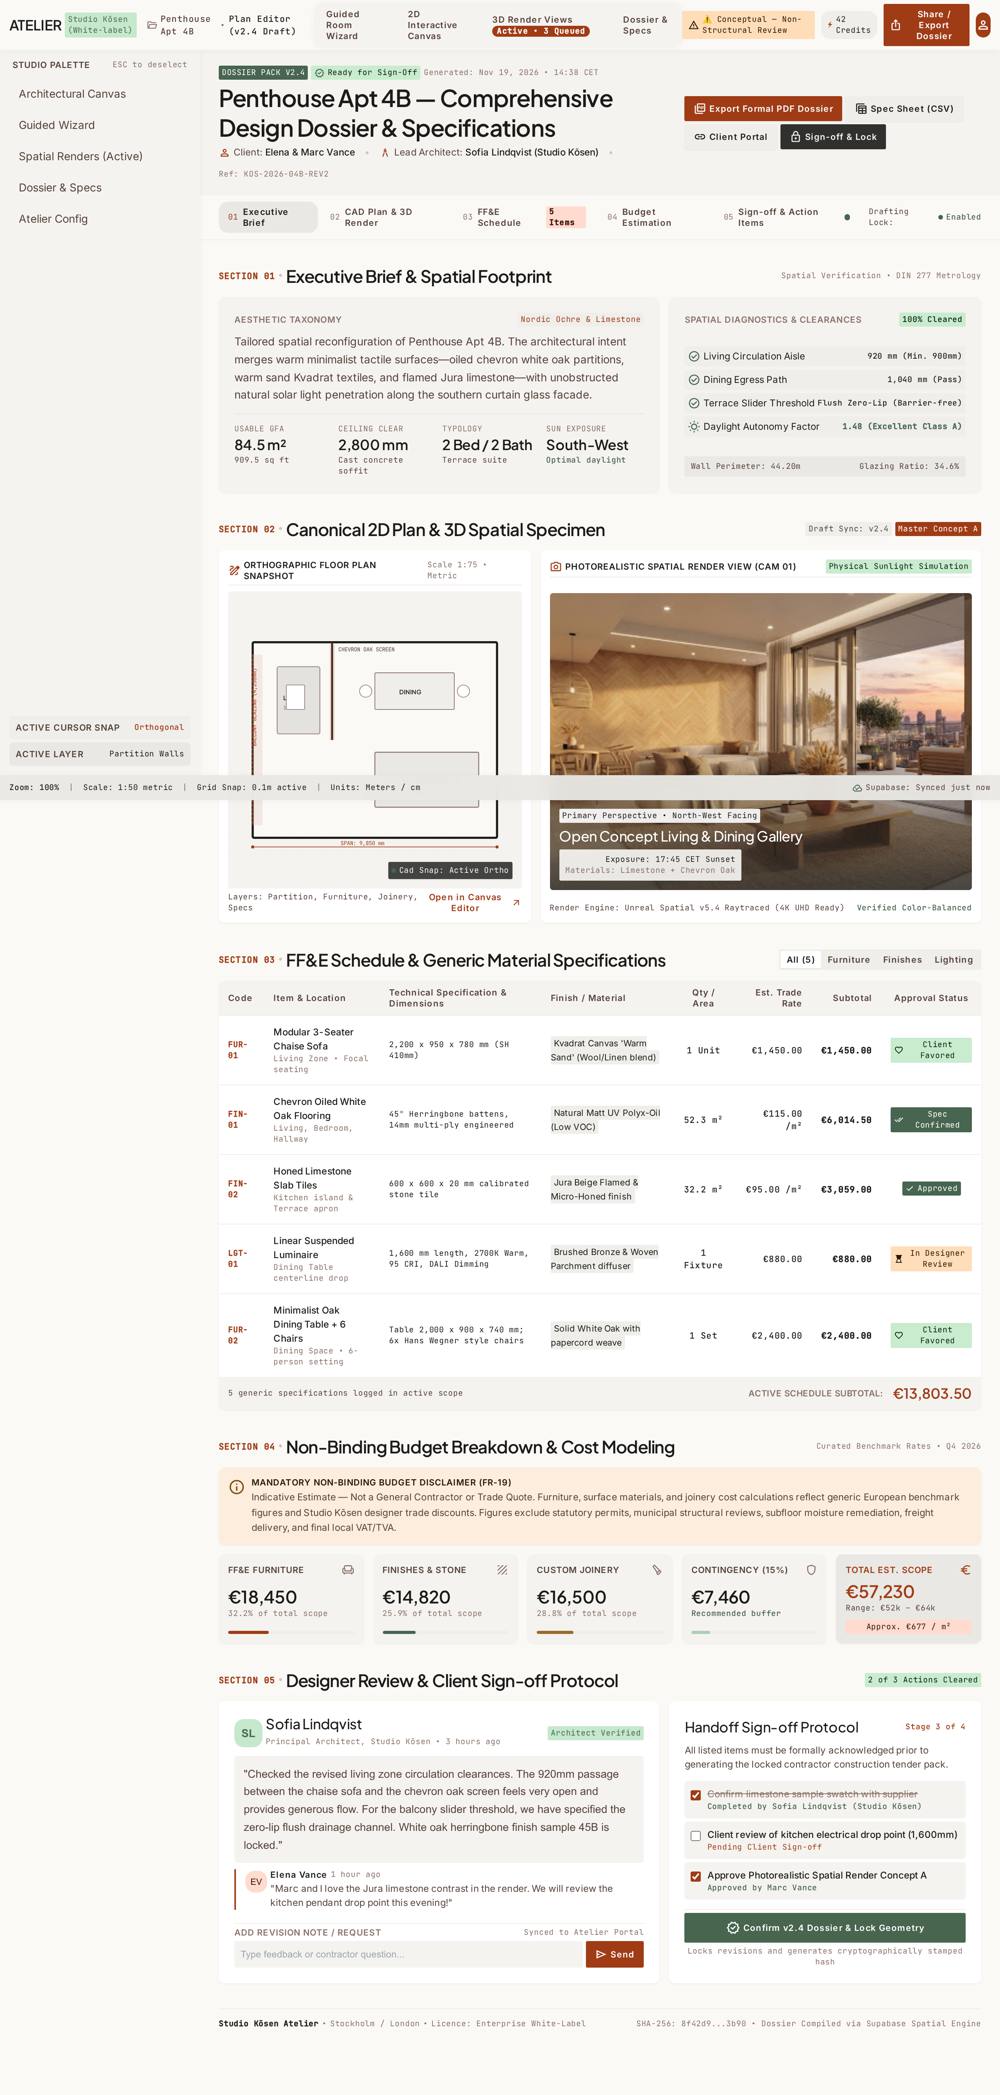 ATELIER
Studio Kōsen
(White-label)
Penthouse
Apt 4B
· Plan Editor
(v2.4 Draft)
Guided
Room
Wizard
2D
Interactive
Canvas
3D Render Views
Active • 3 Queued
Dossier &
Specs
⚠️ Conceptual — Non-
Structural Review
42
Credits
Share /
Export
Dossier
STUDIO PALETTE
ESC to deselect
Architectural Canvas
Guided Wizard
Spatial Renders (Active)
Dossier & Specs
Atelier Config
ACTIVE CURSOR SNAP
Orthogonal
ACTIVE LAYER
Partition Walls
DOSSIER PACK V2.4
Ready for Sign-Off
Generated: Nov 19, 2026 • 14:38 CET
Penthouse Apt 4B — Comprehensive
Design Dossier & Specifications
Client: Elena & Marc Vance
Lead Architect: Sofia Lindqvist (Studio Kōsen)
Ref: KOS-2026-04B-REV2
Export Formal PDF Dossier
Spec Sheet (CSV)
Client Portal
Sign-off & Lock
01 Executive
Brief
02 CAD Plan & 3D
Render
03 FF&E
Schedule
5
Items
04 Budget
Estimation
05 Sign-off & Action
Items
Drafting
Lock:
● Enabled
SECTION 01 • Executive Brief & Spatial Footprint
Spatial Verification • DIN 277 Metrology
AESTHETIC TAXONOMY
Nordic Ochre & Limestone
Tailored spatial reconfiguration of Penthouse Apt 4B. The architectural intent
merges warm minimalist tactile surfaces—oiled chevron white oak partitions,
warm sand Kvadrat textiles, and flamed Jura limestone—with unobstructed
natural solar light penetration along the southern curtain glass facade.
USABLE GFA
84.5 m²
909.5 sq ft
CEILING CLEAR
2,800 mm
Cast concrete
soffit
TYPOLOGY
2 Bed / 2 Bath
Terrace suite
SUN EXPOSURE
South-West
Optimal daylight
SPATIAL DIAGNOSTICS & CLEARANCES
100% Cleared
Living Circulation Aisle
920 mm (Min. 900mm)
Dining Egress Path
1,040 mm (Pass)
Terrace Slider Threshold
Flush Zero-Lip (Barrier-free)
Daylight Autonomy Factor
1.48 (Excellent Class A)
Wall Perimeter: 44.20m
Glazing Ratio: 34.6%
SECTION 02 • Canonical 2D Plan & 3D Spatial Specimen
Draft Sync: v2.4
Master Concept A
ORTHOGRAPHIC FLOOR PLAN
SNAPSHOT
Scale 1:75 •
Metric
CHEVRON OAK SCREEN
DINING
SPAN: 9,850 mm
Cad Snap: Active Ortho
Layers: Partition, Furniture, Joinery,
Specs
Open in Canvas
Editor
PHOTOREALISTIC SPATIAL RENDER VIEW (CAM 01)
Physical Sunlight Simulation
Primary Perspective • North-West Facing
Open Concept Living & Dining Gallery
Exposure: 17:45 CET Sunset
Materials: Limestone + Chevron Oak
Render Engine: Unreal Spatial v5.4 Raytraced (4K UHD Ready)
Verified Color-Balanced
Zoom: 100% | Scale: 1:50 metric | Grid Snap: 0.1m active | Units: Meters / cm
Supabase: Synced just now
SECTION 03 • FF&E Schedule & Generic Material Specifications
All (5)
Furniture
Finishes
Lighting
Code
Item & Location
Technical Specification &
Dimensions
Finish / Material
Qty /
Area
Est. Trade
Rate
Subtotal
Approval Status
FUR-
01
Modular 3-Seater
Chaise Sofa
Living Zone • Focal
seating
2,200 x 950 x 780 mm (SH
410mm)
Kvadrat Canvas 'Warm
Sand' (Wool/Linen blend)
1 Unit
€1,450.00
€1,450.00
Client
Favored
FIN-
01
Chevron Oiled White
Oak Flooring
Living, Bedroom,
Hallway
45° Herringbone battens,
14mm multi-ply engineered
Natural Matt UV Polyx-Oil
(Low VOC)
52.3 m²
€115.00
/m²
€6,014.50
Spec
Confirmed
FIN-
02
Honed Limestone
Slab Tiles
Kitchen island &
Terrace apron
600 x 600 x 20 mm calibrated
stone tile
Jura Beige Flamed &
Micro-Honed finish
32.2 m²
€95.00 /m²
€3,059.00
Approved
LGT-
01
Linear Suspended
Luminaire
Dining Table
centerline drop
1,600 mm length, 2700K Warm,
95 CRI, DALI Dimming
Brushed Bronze & Woven
Parchment diffuser
1
Fixture
€880.00
€880.00
In Designer
Review
FUR-
02
Minimalist Oak
Dining Table + 6
Chairs
Dining Space • 6-
person setting
Table 2,000 x 900 x 740 mm;
6x Hans Wegner style chairs
Solid White Oak with
papercord weave
1 Set
€2,400.00
€2,400.00
Client
Favored
5 generic specifications logged in active scope
ACTIVE SCHEDULE SUBTOTAL: €13,803.50
SECTION 04 • Non-Binding Budget Breakdown & Cost Modeling
Curated Benchmark Rates • Q4 2026
MANDATORY NON-BINDING BUDGET DISCLAIMER (FR-19)
Indicative Estimate — Not a General Contractor or Trade Quote. Furniture, surface materials, and joinery cost calculations reflect generic European benchmark
figures and Studio Kōsen designer trade discounts. Figures exclude statutory permits, municipal structural reviews, subfloor moisture remediation, freight
delivery, and final local VAT/TVA.
FF&E FURNITURE
€18,450
32.2% of total scope
FINISHES & STONE
€14,820
25.9% of total scope
CUSTOM JOINERY
€16,500
28.8% of total scope
CONTINGENCY (15%)
€7,460
Recommended buffer
TOTAL EST. SCOPE
€57,230
Range: €52k – €64k
Approx. €677 / m²
SECTION 05 • Designer Review & Client Sign-off Protocol
2 of 3 Actions Cleared
SL
Sofia Lindqvist
Principal Architect, Studio Kōsen • 3 hours ago
Architect Verified
"Checked the revised living zone circulation clearances. The 920mm passage
between the chaise sofa and the chevron oak screen feels very open and
provides generous flow. For the balcony slider threshold, we have specified the
zero-lip flush drainage channel. White oak herringbone finish sample 45B is
locked."
EV
Elena Vance 1 hour ago
"Marc and I love the Jura limestone contrast in the render. We will review the
kitchen pendant drop point this evening!"
ADD REVISION NOTE / REQUEST
Synced to Atelier Portal
Type feedback or contractor question...
Send
Handoff Sign-off Protocol
Stage 3 of 4
All listed items must be formally acknowledged prior to
generating the locked contractor construction tender pack.
Confirm limestone sample swatch with supplier
Completed by Sofia Lindqvist (Studio Kōsen)
Client review of kitchen electrical drop point (1,600mm)
Pending Client Sign-off
Approve Photorealistic Spatial Render Concept A
Approved by Marc Vance
Confirm v2.4 Dossier & Lock Geometry
Locks revisions and generates cryptographically stamped
hash
Studio Kōsen Atelier • Stockholm / London • Licence: Enterprise White-Label
SHA-256: 8f42d9...3b90 • Dossier Compiled via Supabase Spatial Engine